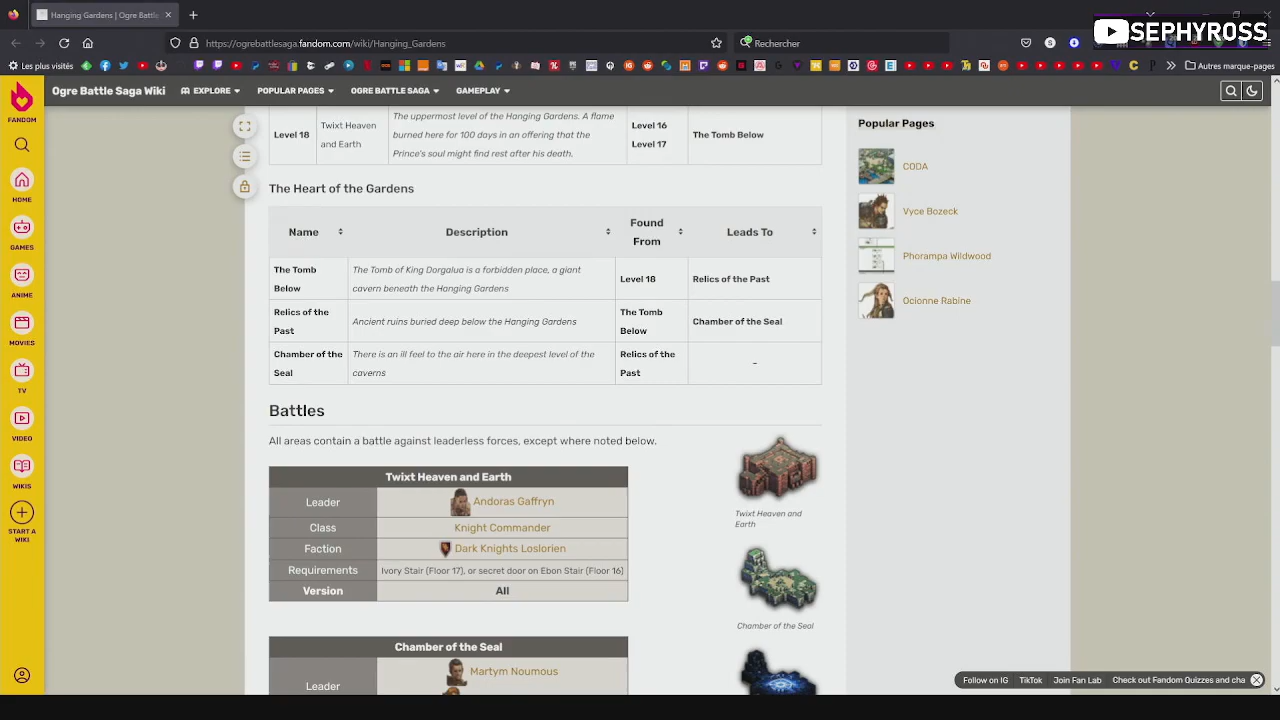 Hanging Gardens | Ogre Battle S
SEPHYROSS
https://ogrebattlesaga.fandom.com/wiki/Hanging_Gardens
Rechercher
Les plus visités
Autres marque-pages
Ogre Battle Saga Wiki
EXPLORE
POPULAR PAGES
OGRE BATTLE SAGA
GAMEPLAY
FANDOM
HOME
GAMES
ANIME
MOVIES
TV
VIDEO
WIKIS
START A
WIKI
Level 18
Twixt Heaven
and Earth
The uppermost level of the Hanging Gardens. A flame
burned here for 100 days in an offering that the
Prince's soul might find rest after his death.
Level 16
Level 17
The Tomb Below
The Heart of the Gardens
Name
Description
Found
From
Leads To
The Tomb
Below
The Tomb of King Dorgalua is a forbidden place, a giant
cavern beneath the Hanging Gardens
Level 18
Relics of the Past
Relics of the
Past
Ancient ruins buried deep below the Hanging Gardens
The Tomb
Below
Chamber of the Seal
Chamber of the
Seal
There is an ill feel to the air here in the deepest level of the
caverns
Relics of the
Past
-
Battles
All areas contain a battle against leaderless forces, except where noted below.
Twixt Heaven and Earth
Leader
Andoras Gaffryn
Class
Knight Commander
Faction
Dark Knights Loslorien
Requirements
Ivory Stair (Floor 17), or secret door on Ebon Stair (Floor 16)
Version
All
Chamber of the Seal
Leader
Martym Noumous
Twixt Heaven and
Earth
Chamber of the Seal
Popular Pages
CODA
Vyce Bozeck
Phorampa Wildwood
Ocionne Rabine
Follow on IG
TikTok
Join Fan Lab
Check out Fandom Quizzes and cha